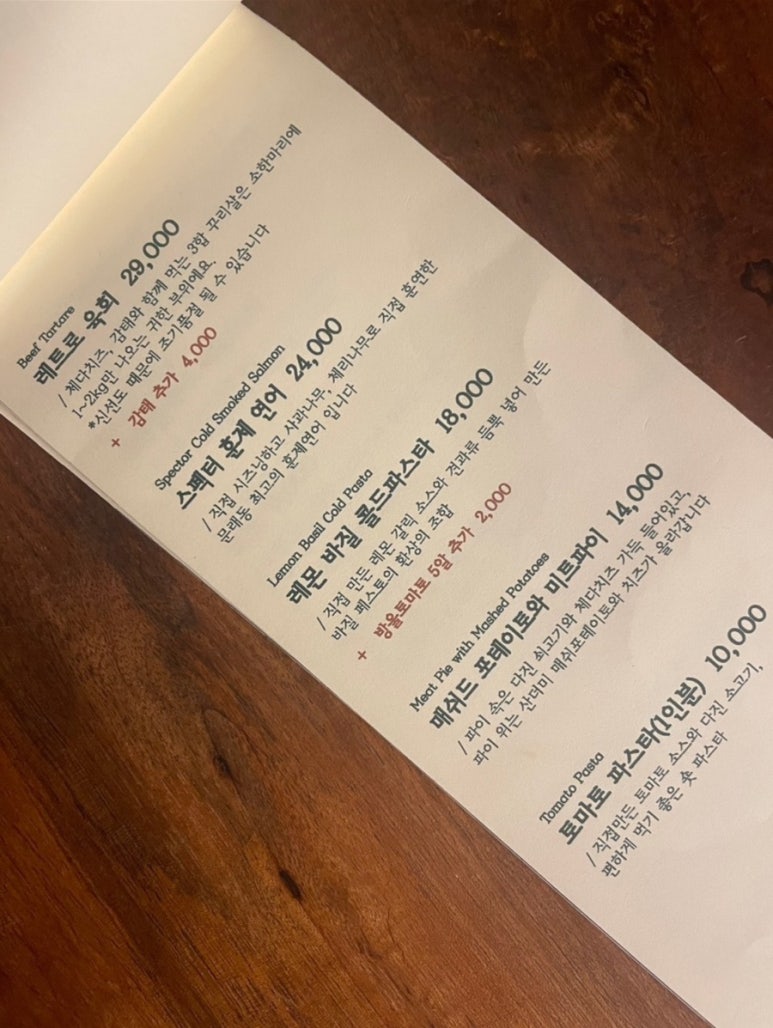 Beef Tartare
레트로 육회 29,000
/ 체다치즈, 감태와 함께 먹는 3합 꾸리살은 소한마리에
1~2kg만 나오는 귀한 부위에요.
*신선도 때문에 조기품절 될 수 있습니다
+ 감태 추가 4,000
Spector Cold Smoked Salmon
스펙터 훈제 연어 24,000
/ 직접 시즈닝하고 사과나무, 체리나무로 직접 훈연한
문래동 최고의 훈제연어 입니다
Lemon Basil Cold Pasta
레몬 바질 콜드파스타 18,000
/ 직접 만든 레몬 갈릭 소스와 견과류 듬뿍 넣어 만든
바질 페스토의 환상의 조합
+ 방울토마토 5알 추가 2,000
Meat Pie with Mashed Potatoes
매쉬드 포테이토와 미트파이 14,000
/ 파이 속은 다진 쇠고기와 체다치즈 가득 들어있고,
파이 위는 산더미 매쉬포테이토와 치즈가 올라갑니다
Tomato Pasta
토마토 파스타(1인분) 10,000
/ 직접만든 토마토 소스와 다진 소고기,
편하게 먹기 좋은 숏 파스타